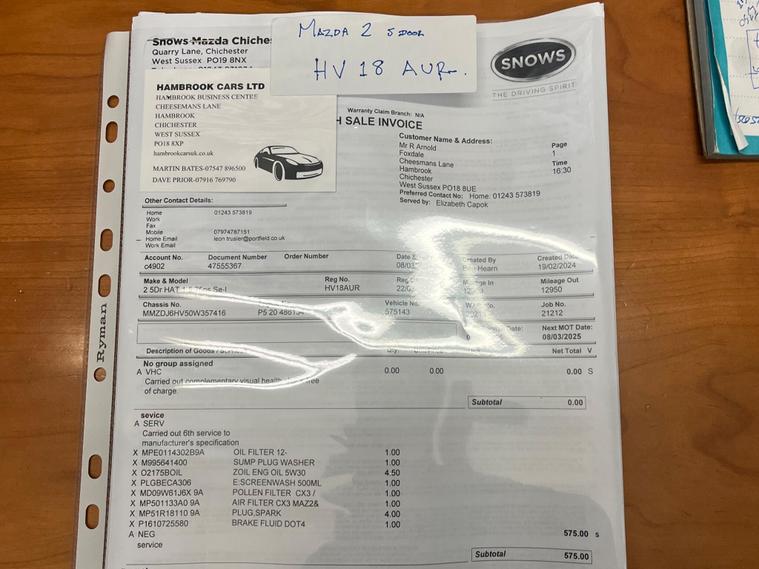 MAZDA 2 5 DOOR
HV 18 AUR.
Snows Mazda Chiche
Quarry Lane, Chichester
West Sussex PO19 8NX
SNOWS
THE DRIVING SPIRIT
HAMBROOK CARS LTD
HAMBROOK BUSINESS CENTRE
CHEESEMANS LANE
HAMBROOK
CHICHESTER
WEST SUSSEX
PO18 8XP
hambrookcarsuk.co.uk
MARTIN BATES-07547 896500
DAVE PRIOR-07916 769790
Warranty Claim Branch: N/A
H SALE INVOICE
Customer Name & Address:
Mr R Arnold
Foxdale
Cheesmans Lane
Hambrook
Chichester
West Sussex PO18 8UE
Preferred Contact No: Home: 01243 573819
Served by: Elizabeth Capok
Page
1
Time
16:30
Other Contact Details:
Home 01243 573819
Work
Fax
Mobile 07974787151
Home Email leon.trusler@portfield.co.uk
Work Email
Account No. Document Number Order Number Created By
c4902 47555367 Hearn 19/02/2024
Make & Model Reg No. Mileage Out
HV18AUR 12950
Chassis No. Vehicle Job No.
MMZDJ6HV50W357416 575143 21212
Next MOT Date:
08/03/2025
Description of Goods Net Total V
No group assigned
A VHC 0.00 0.00 0.00 S
Carried out complementary visual health free
of charge.
Subtotal 0.00
sevice
A SERV
Carried out 6th service to
manufacturer's specification
X MPE0114302B9A OIL FILTER 12- 1.00
X M995641400 SUMP PLUG WASHER 1.00
X O2175BOIL ZOIL ENG OIL 5W30 4.50
X PLGBECA306 E:SCREENWASH 500ML 1.00
X MD09W61J6X 9A POLLEN FILTER CX3 / 1.00
X MP501133A0 9A AIR FILTER CX3 MAZ2& 1.00
X MP51R18110 9A PLUG,SPARK 4.00
X P1610725580 BRAKE FLUID DOT4 1.00
A NEG 575.00 s
service
Subtotal 575.00
Ryman